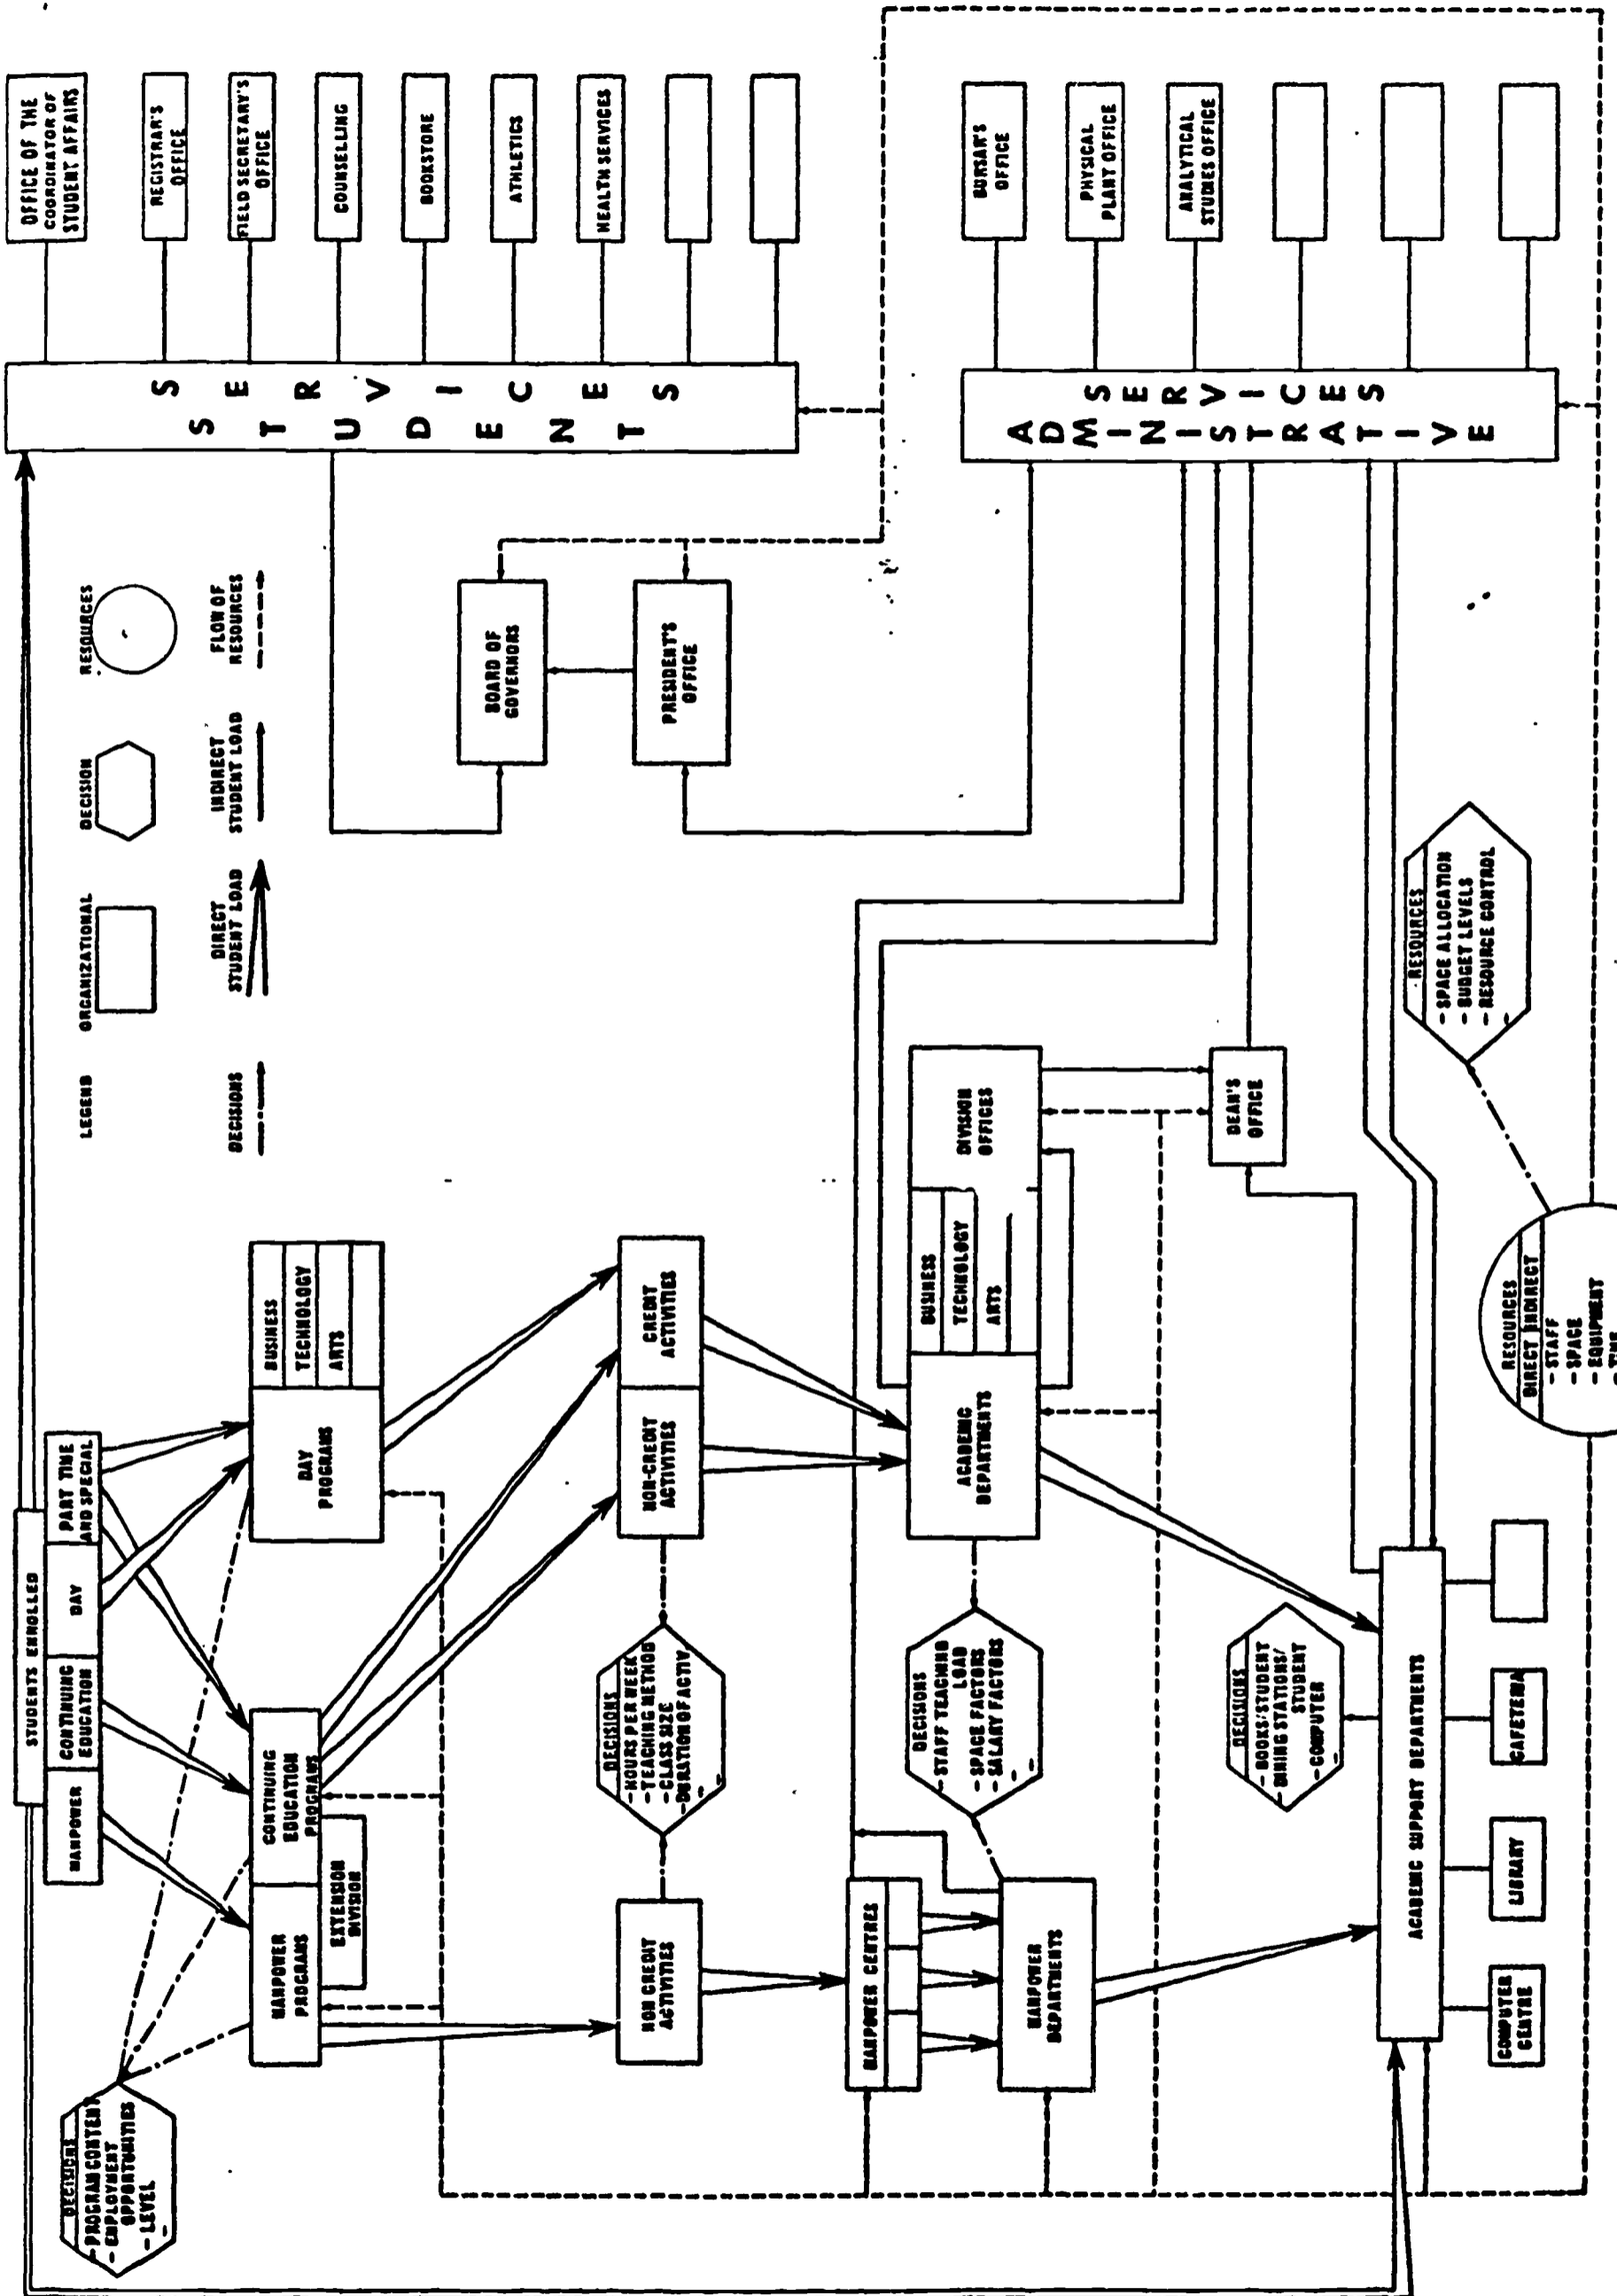 STUDENTS ENROLLED
MANPOWER
CONTINUING
EDUCATION
DAY
PART TIME
AND SPECIAL
DECISIONS
- PROGRAM CONTENT
- EMPLOYMENT
OPPORTUNITIES
- LEVEL
-
MANPOWER
PROGRAMS
CONTINUING
EDUCATION
PROGRAMS
EXTENSION
DIVISION
DAY
PROGRAMS
BUSINESS
TECHNOLOGY
ARTS
NON CREDIT
ACTIVITIES
DECISIONS
- HOURS PER WEEK
- TEACHING METHOD
- CLASS SIZE
- DURATION OF ACTIV
-
-
NON-CREDIT
ACTIVITIES
CREDIT
ACTIVITIES
MANPOWER CENTRES
MANPOWER
DEPARTMENTS
DECISIONS
- STAFF TEACHING
LOAD
- SPACE FACTORS
- SALARY FACTORS
-
-
ACADEMIC
DEPARTMENTS
BUSINESS
TECHNOLOGY
ARTS
DIVISION
OFFICES
DEAN'S
OFFICE
DECISIONS
- BOOKS/STUDENT
- DINING STATIONS/
STUDENT
- COMPUTER
ACADEMIC SUPPORT DEPARTMENTS
COMPUTER
CENTRE
LIBRARY
CAFETERIA
RESOURCES
DIRECT INDIRECT
- STAFF
- SPACE
- EQUIPMENT
RESOURCES
- SPACE ALLOCATION
- BUDGET LEVELS
- RESOURCE CONTROL
-
LEGEND
ORGANIZATIONAL
DECISION
RESOURCES
DECISIONS
DIRECT
STUDENT LOAD
INDIRECT
STUDENT LOAD
FLOW OF
RESOURCES
BOARD OF
GOVERNORS
PRESIDENT'S
OFFICE
STUDENT
SERVICES
OFFICE OF THE
COORDINATOR OF
STUDENT AFFAIRS
REGISTRAR'S
OFFICE
FIELD SECRETARY'S
OFFICE
COUNSELLING
BOOKSTORE
ATHLETICS
HEALTH SERVICES
ADMINISTRATIVE
SERVICES
BURSAR'S
OFFICE
PHYSICAL
PLANT OFFICE
ANALYTICAL
STUDIES OFFICE